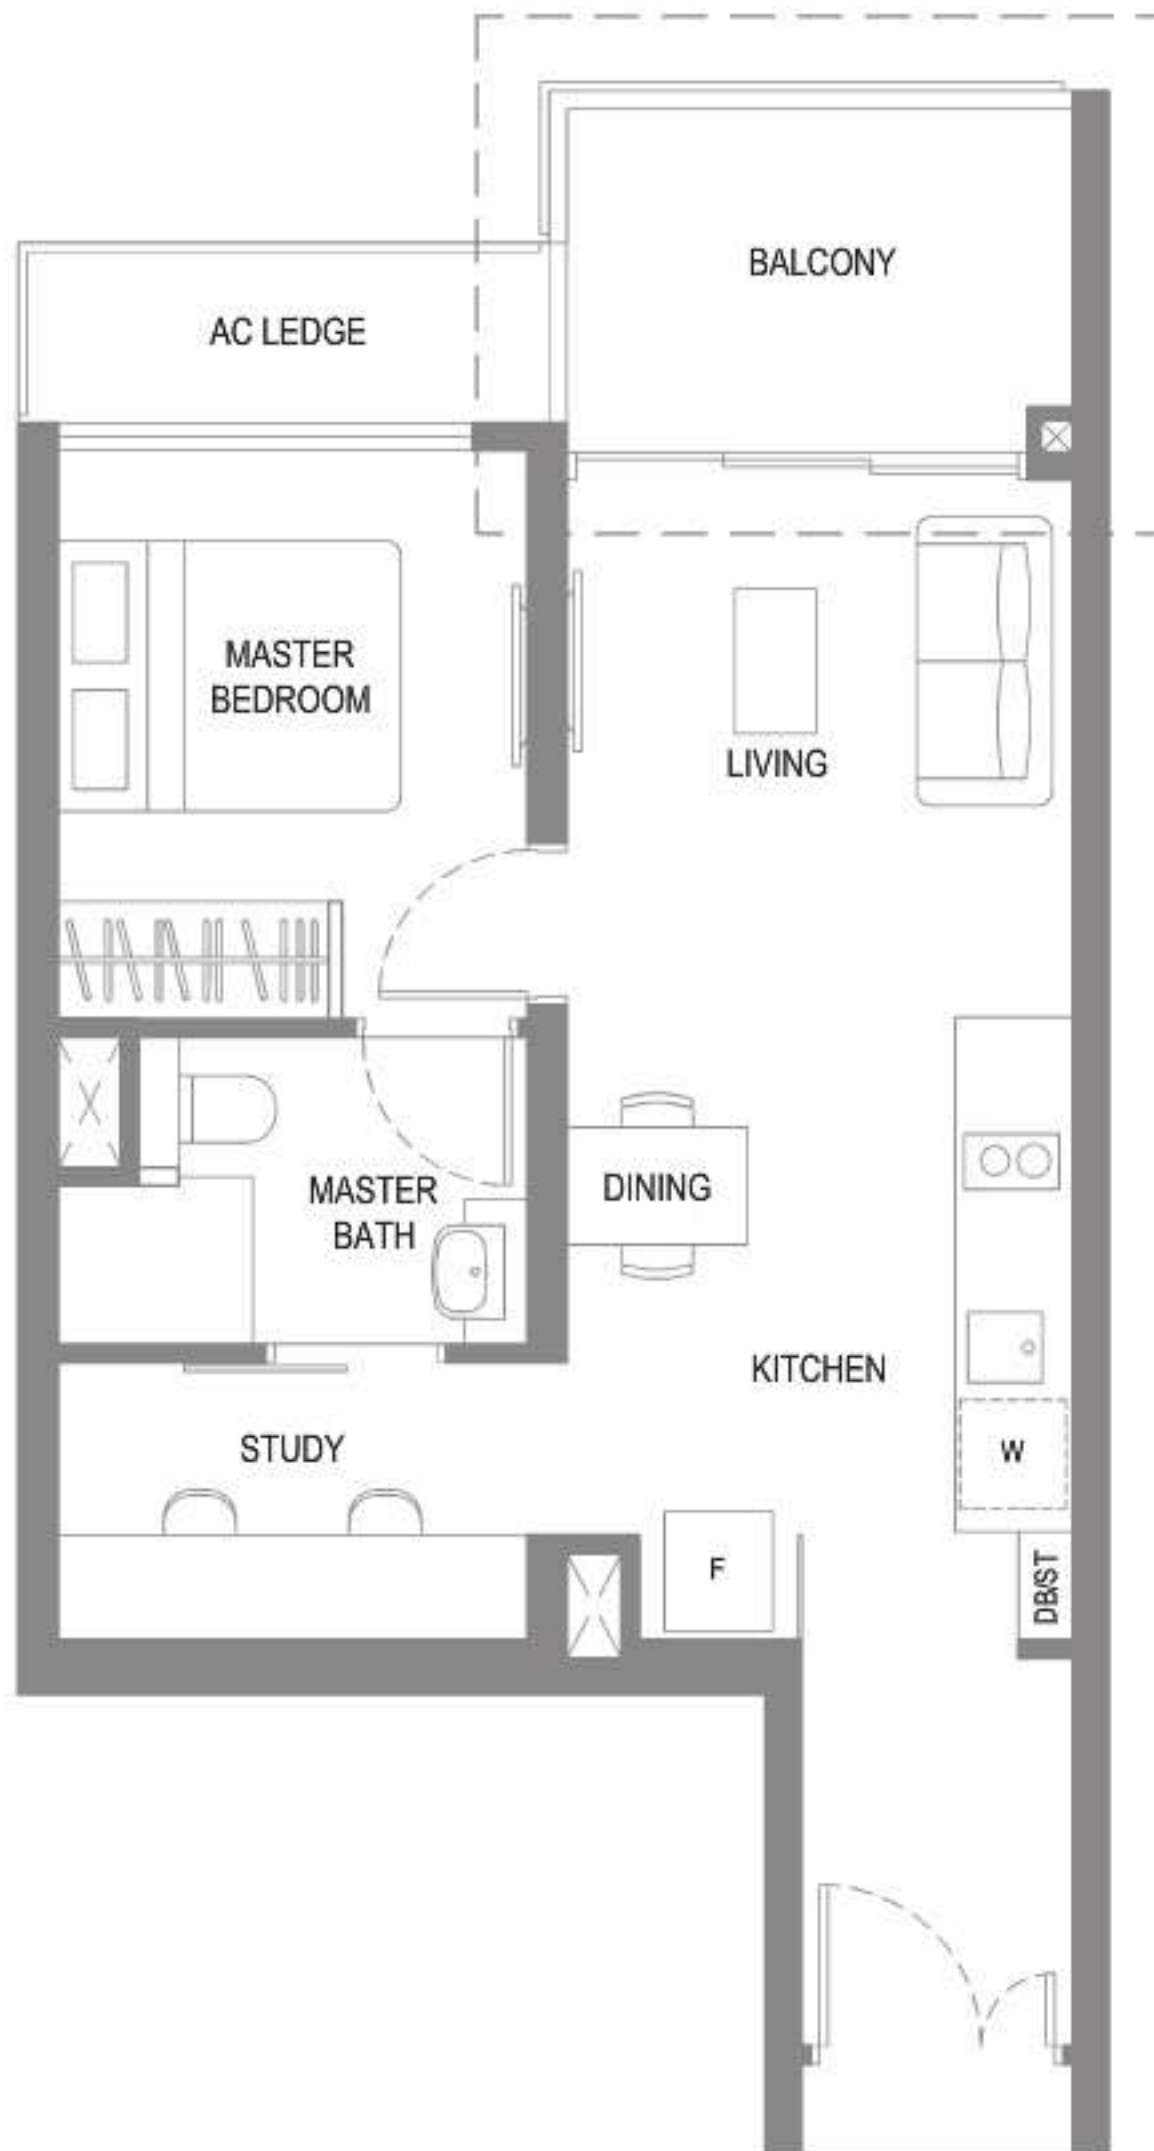 BALCONY
AC LEDGE
MASTER
BEDROOM
LIVING
DINING
MASTER
BATH
KITCHEN
STUDY
W
F
DB/ST